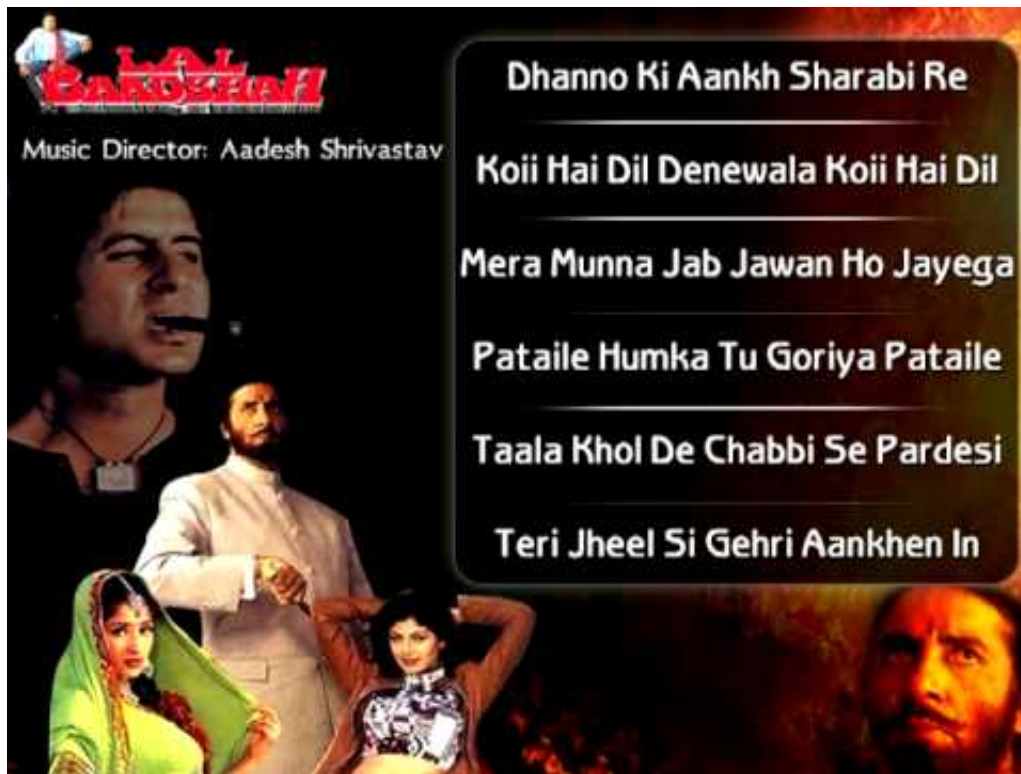 LAL
BAADSHAH
Music Director: Aadesh Shrivastav
Dhanno Ki Aankh Sharabi Re
Koii Hai Dil Denewala Koii Hai Dil
Mera Munna Jab Jawan Ho Jayega
Pataile Humka Tu Goriya Pataile
Taala Khol De Chabbi Se Pardesi
Teri Jheel Si Gehri Aankhen In